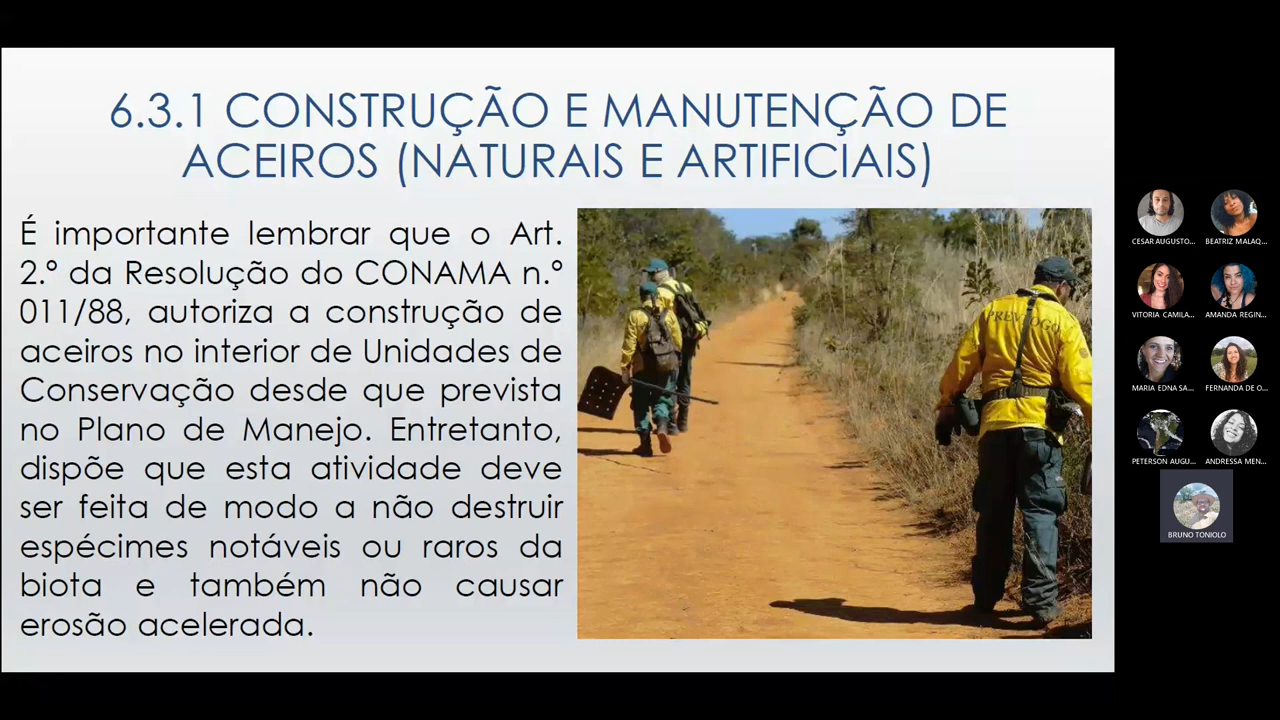 6.3.1 CONSTRUÇÃO E MANUTENÇÃO DE
ACEIROS (NATURAIS E ARTIFICIAIS)
É importante lembrar que o Art.
2.º da Resolução do CONAMA n.º
011/88, autoriza a construção de
aceiros no interior de Unidades de
Conservação desde que prevista
no Plano de Manejo. Entretanto,
dispõe que esta atividade deve
ser feita de modo a não destruir
espécimes notáveis ou raros da
biota e também não causar
erosão acelerada.
PREVFOGO
CESAR AUGUSTO...
BEATRIZ MALAQ...
VITORIA CAMILA...
AMANDA REGIN...
MARIA EDNA SA...
FERNANDA DE O...
PETERSON AUGU...
ANDRESSA MEN...
BRUNO TONIOLO